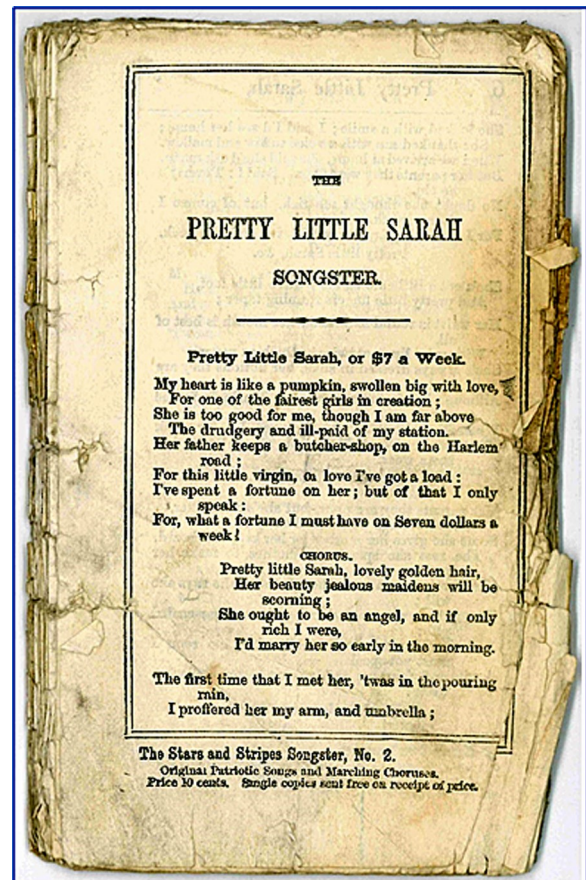 THE
PRETTY LITTLE SARAH
SONGSTER.
Pretty Little Sarah, or $7 a Week.
My heart is like a pumpkin, swollen big with love,
For one of the fairest girls in creation ;
She is too good for me, though I am far above
The drudgery and ill-paid of my station.
Her father keeps a butcher-shop, on the Harlem
road ;
For this little virgin, on love I've got a load :
I've spent a fortune on her ; but of that I only
speak :
For, what a fortune I must have on Seven dollars a
week !
CHORUS.
Pretty little Sarah, lovely golden hair,
Her beauty jealous maidens will be
scorning ;
She ought to be an angel, and if only
rich I were,
I'd marry her so early in the morning.
The first time that I met her, 'twas in the pouring
rain,
I proffered her my arm, and umbrella ;
The Stars and Stripes Songster, No. 2.
Original Patriotic Songs and Marching Choruses.
Price 10 cents. Single copies sent free on receipt of price.